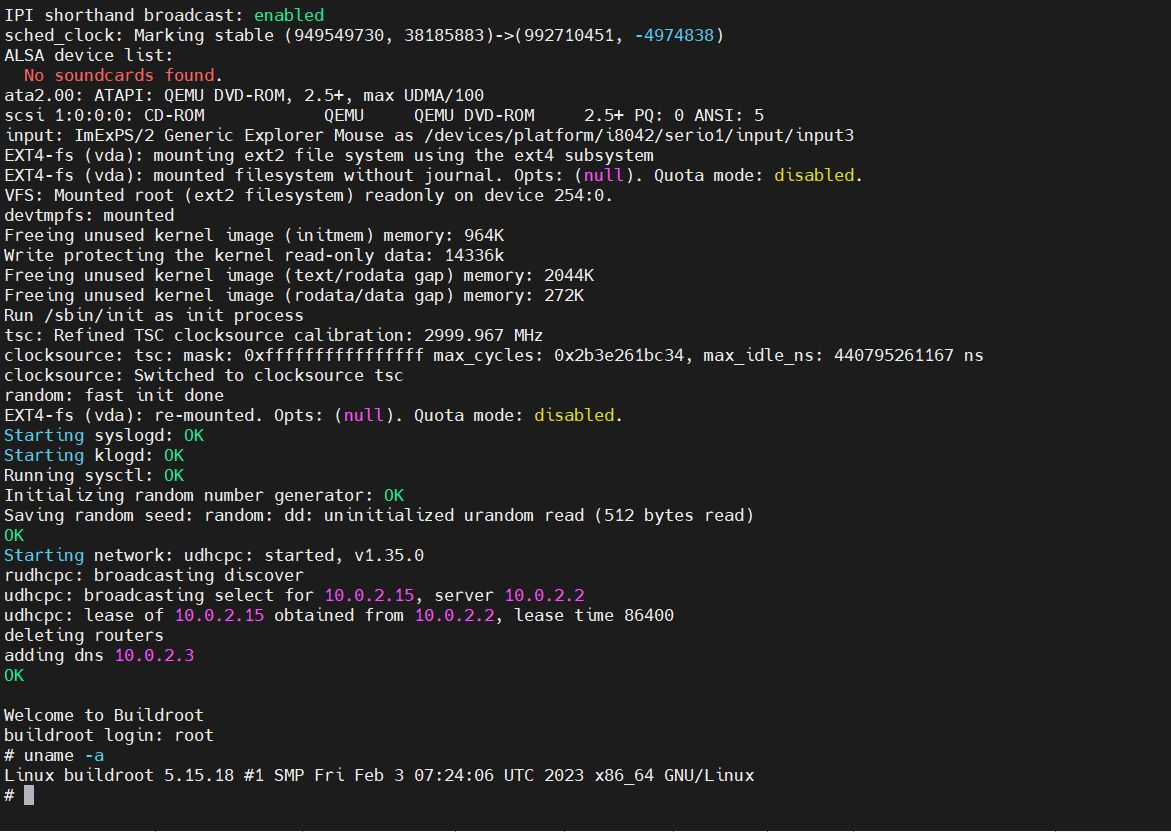 IPI shorthand broadcast: enabled
sched_clock: Marking stable (949549730, 38185883)->(992710451, -4974838)
ALSA device list:
  No soundcards found.
ata2.00: ATAPI: QEMU DVD-ROM, 2.5+, max UDMA/100
scsi 1:0:0:0: CD-ROM            QEMU     QEMU DVD-ROM     2.5+ PQ: 0 ANSI: 5
input: ImExPS/2 Generic Explorer Mouse as /devices/platform/i8042/serio1/input/input3
EXT4-fs (vda): mounting ext2 file system using the ext4 subsystem
EXT4-fs (vda): mounted filesystem without journal. Opts: (null). Quota mode: disabled.
VFS: Mounted root (ext2 filesystem) readonly on device 254:0.
devtmpfs: mounted
Freeing unused kernel image (initmem) memory: 964K
Write protecting the kernel read-only data: 14336k
Freeing unused kernel image (text/rodata gap) memory: 2044K
Freeing unused kernel image (rodata/data gap) memory: 272K
Run /sbin/init as init process
tsc: Refined TSC clocksource calibration: 2999.967 MHz
clocksource: tsc: mask: 0xffffffffffffffff max_cycles: 0x2b3e261bc34, max_idle_ns: 440795261167 ns
clocksource: Switched to clocksource tsc
random: fast init done
EXT4-fs (vda): re-mounted. Opts: (null). Quota mode: disabled.
Starting syslogd: OK
Starting klogd: OK
Running sysctl: OK
Initializing random number generator: OK
Saving random seed: random: dd: uninitialized urandom read (512 bytes read)
OK
Starting network: udhcpc: started, v1.35.0
rudhcpc: broadcasting discover
udhcpc: broadcasting select for 10.0.2.15, server 10.0.2.2
udhcpc: lease of 10.0.2.15 obtained from 10.0.2.2, lease time 86400
deleting routers
adding dns 10.0.2.3
OK

Welcome to Buildroot
buildroot login: root
# uname -a
Linux buildroot 5.15.18 #1 SMP Fri Feb 3 07:24:06 UTC 2023 x86_64 GNU/Linux
#